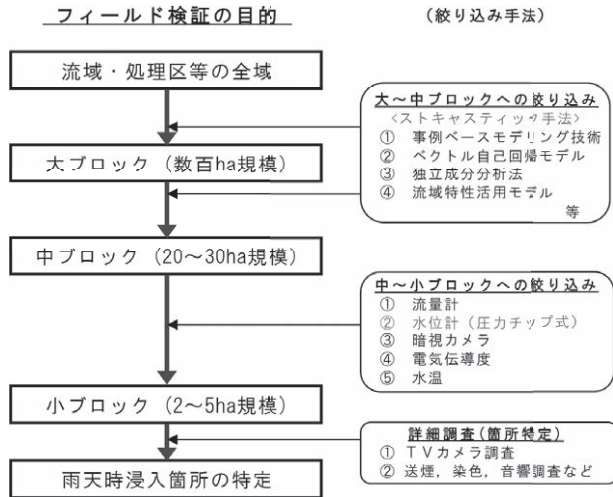 フィールド検証の目的
(絞り込み手法)
流域・処理区等の全域
大～中ブロックへの絞り込み
<ストキャスティック手法>
① 事例ベースモデリング技術
② ベクトル自己回帰モデル
③ 独立成分分析法
④ 流域特性活用モデル
等
大ブロック(数百ha規模)
中ブロック(20～30ha規模)
中～小ブロックへの絞り込み
① 流量計
② 水位計(圧力チップ式)
③ 暗視カメラ
④ 電気伝導度
⑤ 水温
小ブロック(2～5ha規模)
詳細調査(箇所特定)
① TVカメラ調査
② 送煙,染色,音響調査など
雨天時浸入箇所の特定